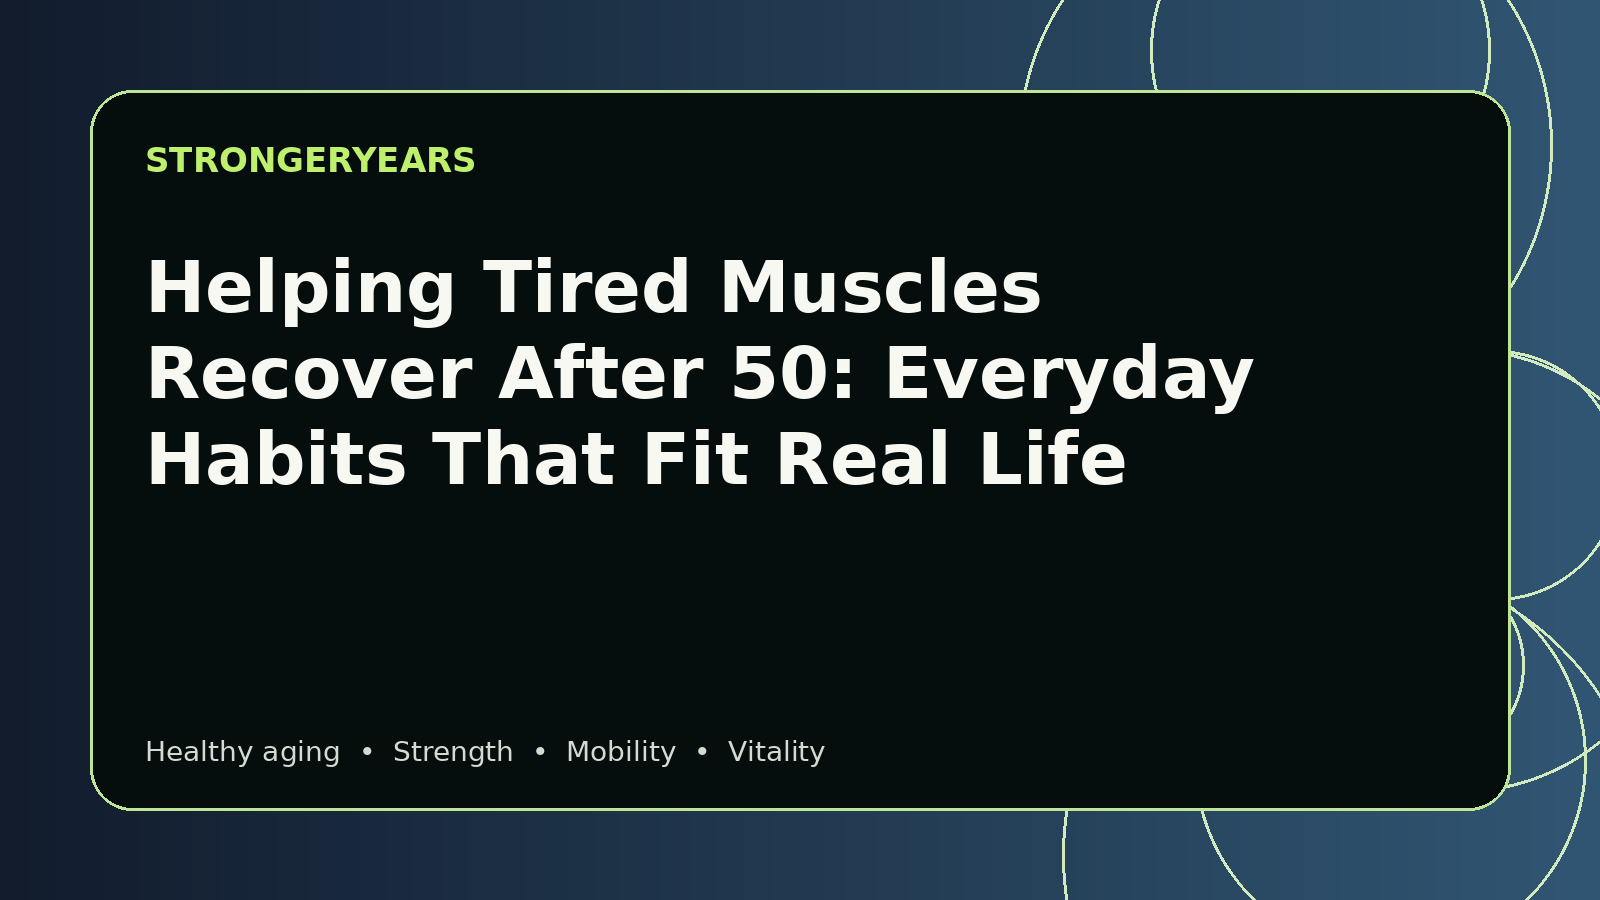 STRONGERYEARS
Helping Tired Muscles
Recover After 50: Everyday
Habits That Fit Real Life
Healthy aging • Strength • Mobility • Vitality